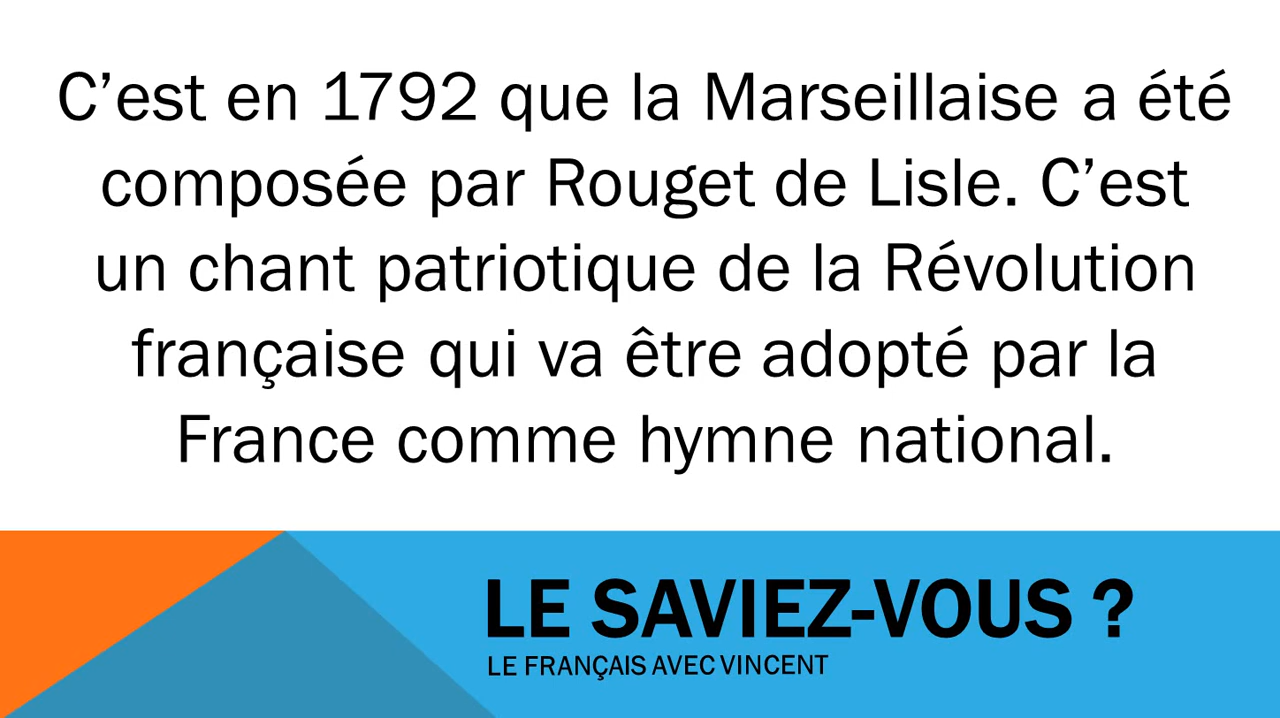 C’est en 1792 que la Marseillaise a été
composée par Rouget de Lisle. C’est
un chant patriotique de la Révolution
française qui va être adopté par la
France comme hymne national.
LE SAVIEZ-VOUS ?
LE FRANÇAIS AVEC VINCENT